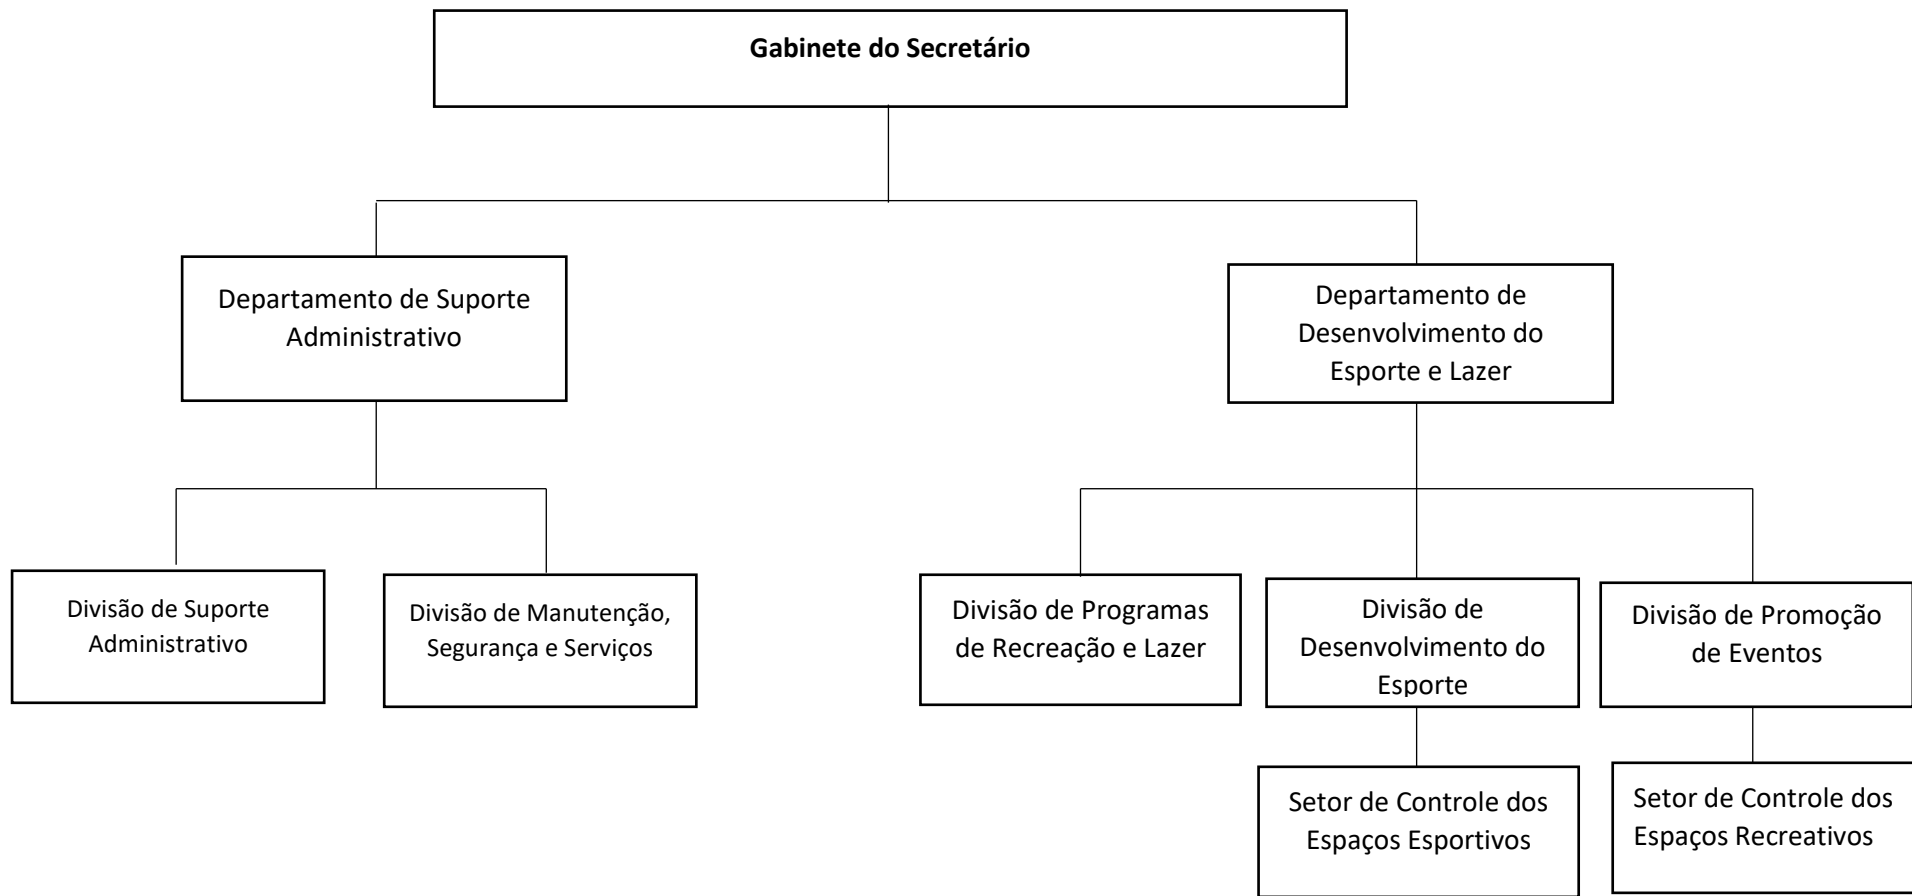 Gabinete do Secretário
Departamento de Suporte
Administrativo
Departamento de
Desenvolvimento do
Esporte e Lazer
Divisão de Suporte
Administrativo
Divisão de Manutenção,
Segurança e Serviços
Divisão de Programas
de Recreação e Lazer
Divisão de
Desenvolvimento do
Esporte
Divisão de Promoção
de Eventos
Setor de Controle dos
Espaços Esportivos
Setor de Controle dos
Espaços Recreativos